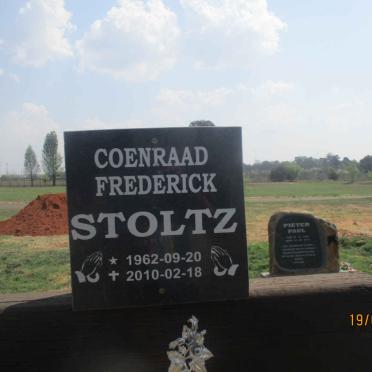 COENRAAD
FREDERICK
STOLTZ
★ 1962-09-20
✝ 2010-02-18
PIETER
PAUL
19/